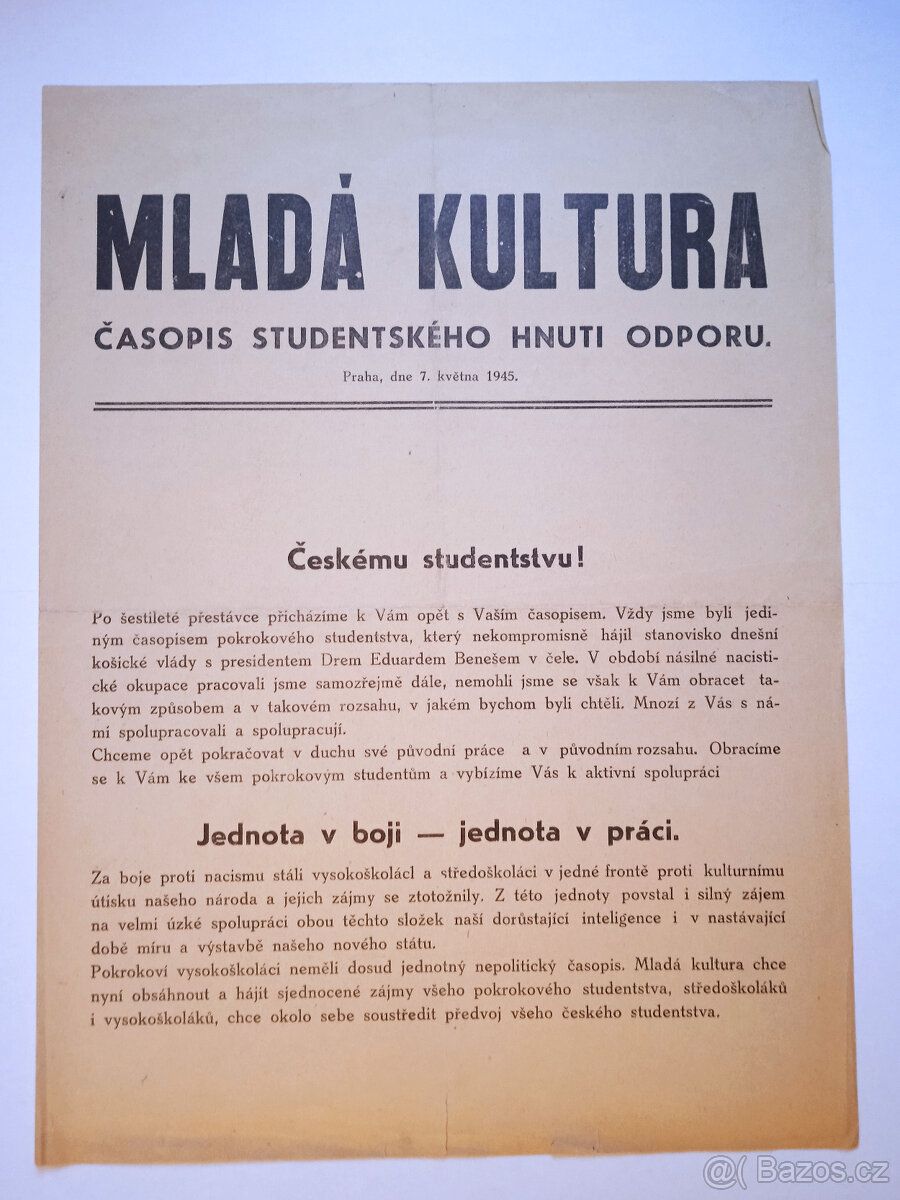 MLADÁ KULTURA
ČASOPIS STUDENTSKÉHO HNUTI ODPORU.
Praha, dne 7. května 1945.
Českému studentstvu!
Po šestileté přestávce přicházíme k Vám opět s Vaším časopisem. Vždy jsme byli jedi-
ným časopisem pokrokového studentstva, který nekompromisně hájil stanovisko dnešní
košické vlády s presidentem Drem Eduardem Benešem v čele. V období násilné nacisti-
cké okupace pracovali jsme samozřejmě dále, nemohli jsme se však k Vám obracet ta-
kovým způsobem a v takovém rozsahu, v jakém bychom byli chtěli. Mnozí z Vás s ná-
mi spolupracovali a spolupracují.
Chceme opět pokračovat v duchu své původní práce a v původním rozsahu. Obracíme
se k Vám ke všem pokrokovým studentům a vybízíme Vás k aktivní spolupráci
Jednota v boji — jednota v práci.
Za boje proti nacismu stáli vysokoškolácl a středoškoláci v jedné frontě proti kulturnímu
útisku našeho národa a jejich zájmy se ztotožnily. Z této jednoty povstal i silný zájem
na velmi úzké spolupráci obou těchto složek naší dorůstající inteligence i v nastávající
době míru a výstavbě našeho nového státu.
Pokrokoví vysokoškoláci neměli dosud jednotný nepolitický časopis. Mladá kultura chce
nyní obsáhnout a hájit sjednocené zájmy všeho pokrokového studentstva, středoškoláků
i vysokoškoláků, chce okolo sebe soustředit předvoj všeho českého studentstva.
@( Bazos.cz